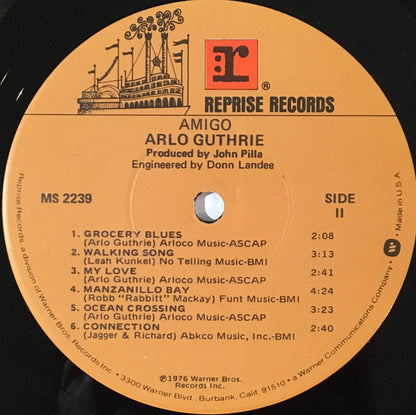 r ®
REPRISE RECORDS
AMIGO
ARLO GUTHRIE
Produced by John Pilla
Engineered by Donn Landee
MS 2239
SIDE
II
1. GROCERY BLUES 2:08
(Arlo Guthrie) Arloco Music-ASCAP
2. WALKING SONG 3:13
(Leah Kunkel) No Telling Music-BMI
3. MY LOVE 2:41
(Arlo Guthrie) Arloco Music-ASCAP
4. MANZANILLO BAY 4:24
(Robb "Rabbitt" Mackay) Funt Music-BMI
5. OCEAN CROSSING 3:23
(Arlo Guthrie) Arloco Music-ASCAP
6. CONNECTION 2:40
(Jagger & Richard) Abkco Music, Inc.-BMI
℗1976 Warner Bros.
Records Inc.
Reprise Records, a division of Warner Bros. Records Inc. • 3300 Warner Blvd., Burbank, Calif. 91510 • a Warner Communications Company • W • Made in U.S.A.